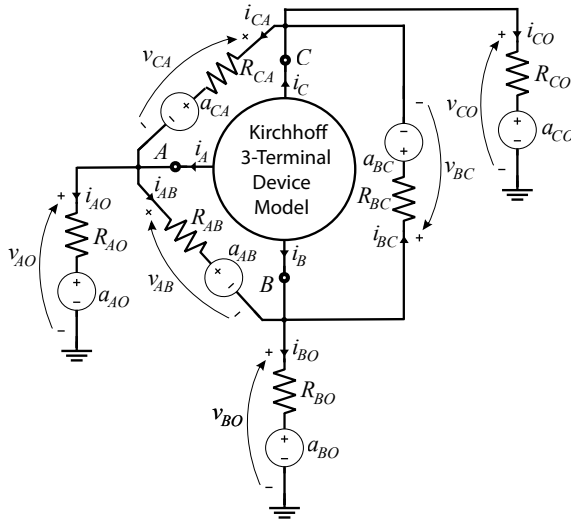 i_CA
+
i_CO
+
v_CA
+
R_CA
C
R_CO
i_C
v_CO
+
a_CA
-
Kirchhoff
3-Terminal
Device
Model
-
+
a_BC
-
v_BC
+
-
a_CO
-
A
i_A
i_AB
+
R_BC
i_AO
+
R_AB
v_AO
R_AO
v_AB
a_AB
+
-
i_B
B
i_BC
+
+
-
a_AO
-
-
i_BO
+
R_BO
v_BO
+
-
a_BO
-